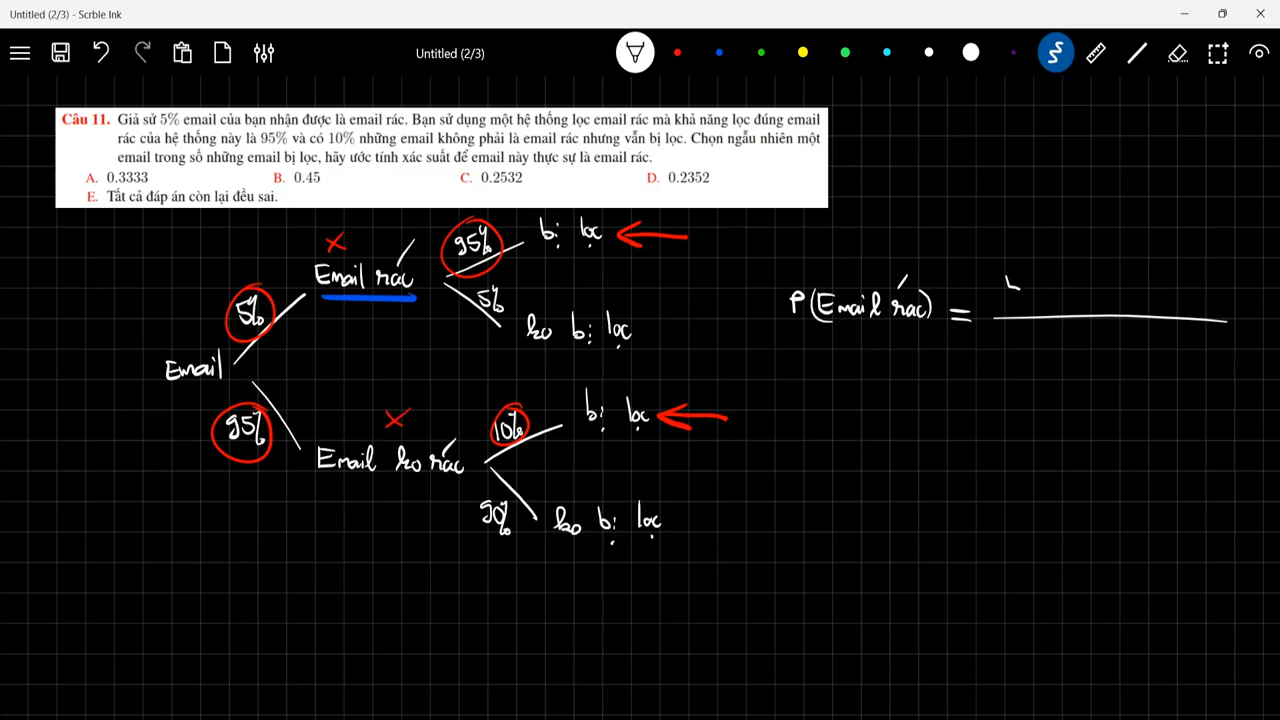 Untitled (2/3) - Scrble Ink
Untitled (2/3)
Câu 11. Giả sử 5% email của bạn nhận được là email rác. Bạn sử dụng một hệ thống lọc email rác mà khả năng lọc đúng email
rác của hệ thống này là 95% và có 10% những email không phải là email rác nhưng vẫn bị lọc. Chọn ngẫu nhiên một
email trong số những email bị lọc, hãy ước tính xác suất để email này thực sự là email rác.
A. 0.3333 B. 0.45 C. 0.2532 D. 0.2352
E. Tất cả đáp án còn lại đều sai.
95% bị lọc
Email rác
5% 5% ko bị lọc
P(Email rác) =
Email
95% 10% bị lọc
Email ko rác
90% ko bị lọc